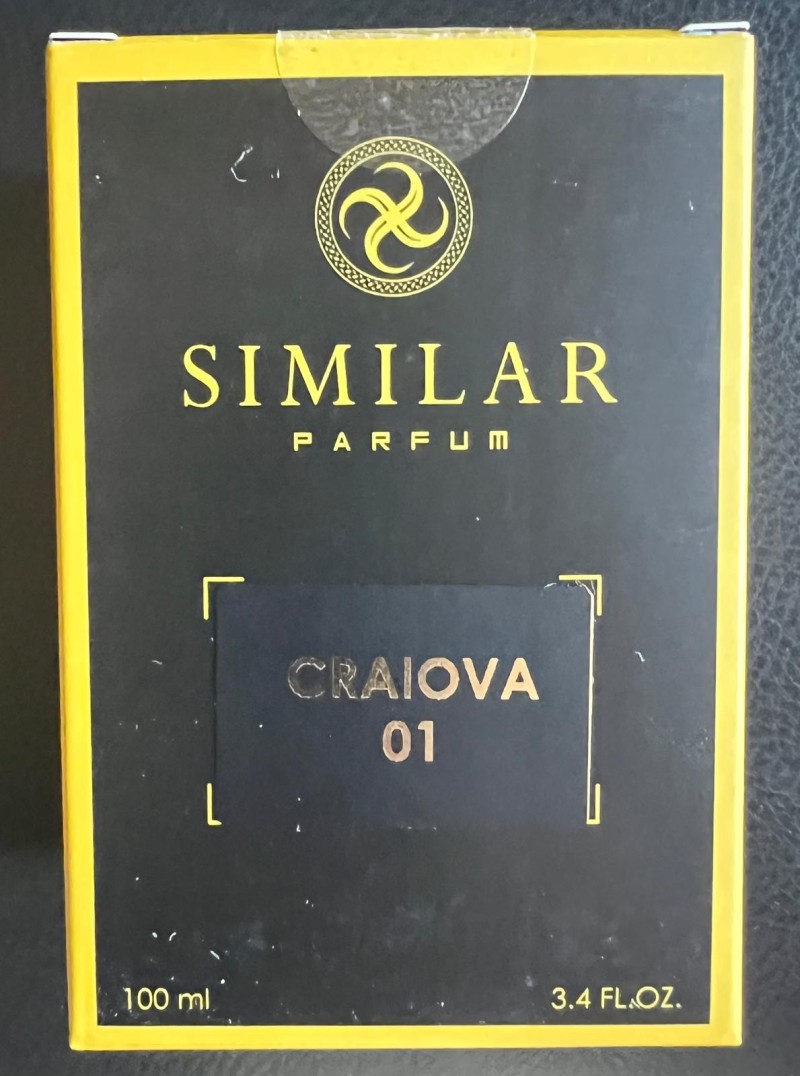 SIMILAR
PARFUM
CRAIOVA
01
100 ml
3.4 FL.OZ.